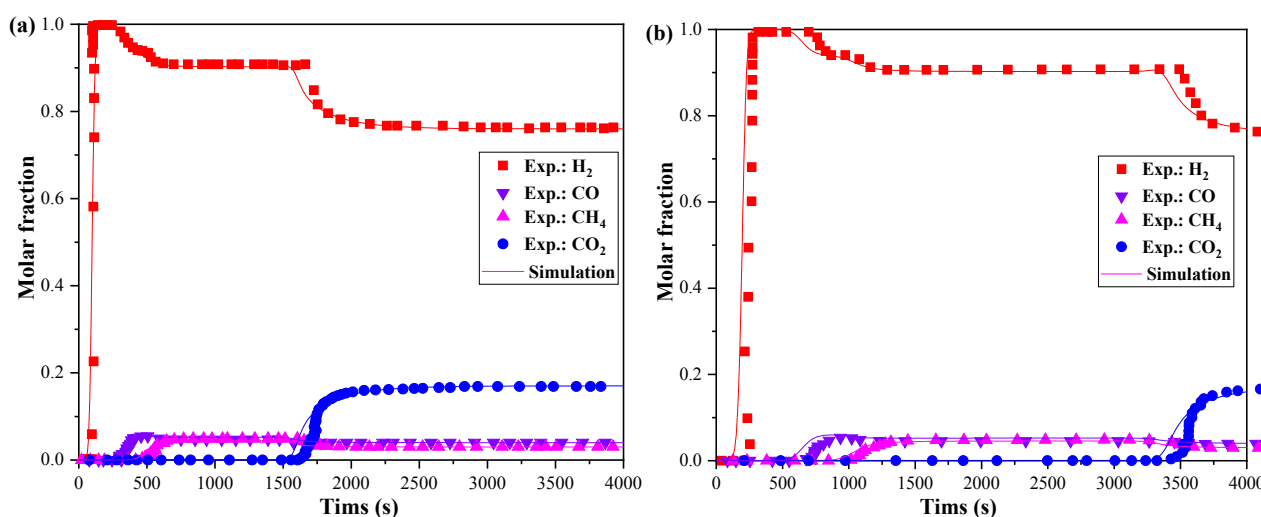 (a)
1.0
0.8
0.6
0.4
0.2
0.0
Molar fraction
Exp.: H₂
Exp.: CO
Exp.: CH₄
Exp.: CO₂
Simulation
0
500
1000
1500
2000
2500
3000
3500
4000
Tims (s)
(b)
1.0
0.8
0.6
0.4
0.2
0.0
Molar fraction
Exp.: H₂
Exp.: CO
Exp.: CH₄
Exp.: CO₂
Simulation
0
500
1000
1500
2000
2500
3000
3500
4000
Tims (s)